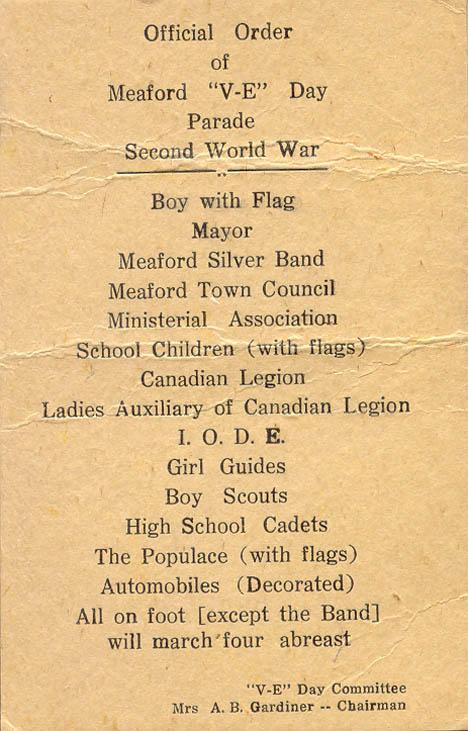 Official Order
of
Meaford "V-E" Day
Parade
Second World War
Boy with Flag
Mayor
Meaford Silver Band
Meaford Town Council
Ministerial Association
School Children (with flags)
Canadian Legion
Ladies Auxiliary of Canadian Legion
I. O. D. E.
Girl Guides
Boy Scouts
High School Cadets
The Populace (with flags)
Automobiles (Decorated)
All on foot [except the Band]
will march four abreast
"V-E" Day Committee
Mrs A. B. Gardiner -- Chairman